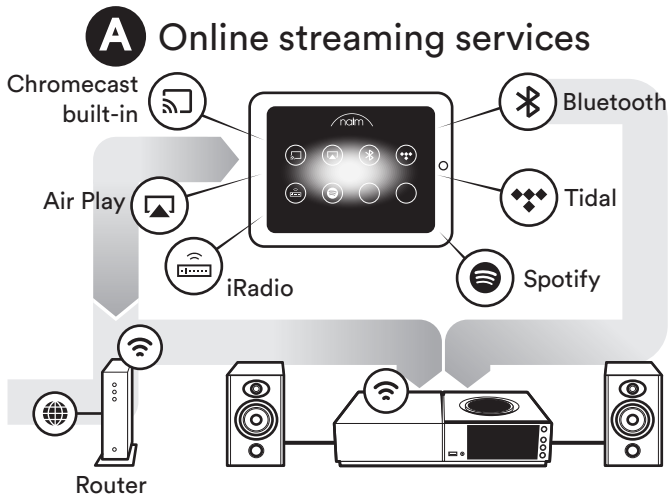 A Online streaming services
Chromecast
built-in
Bluetooth
naim
Air Play
Tidal
iRadio
Spotify
Router